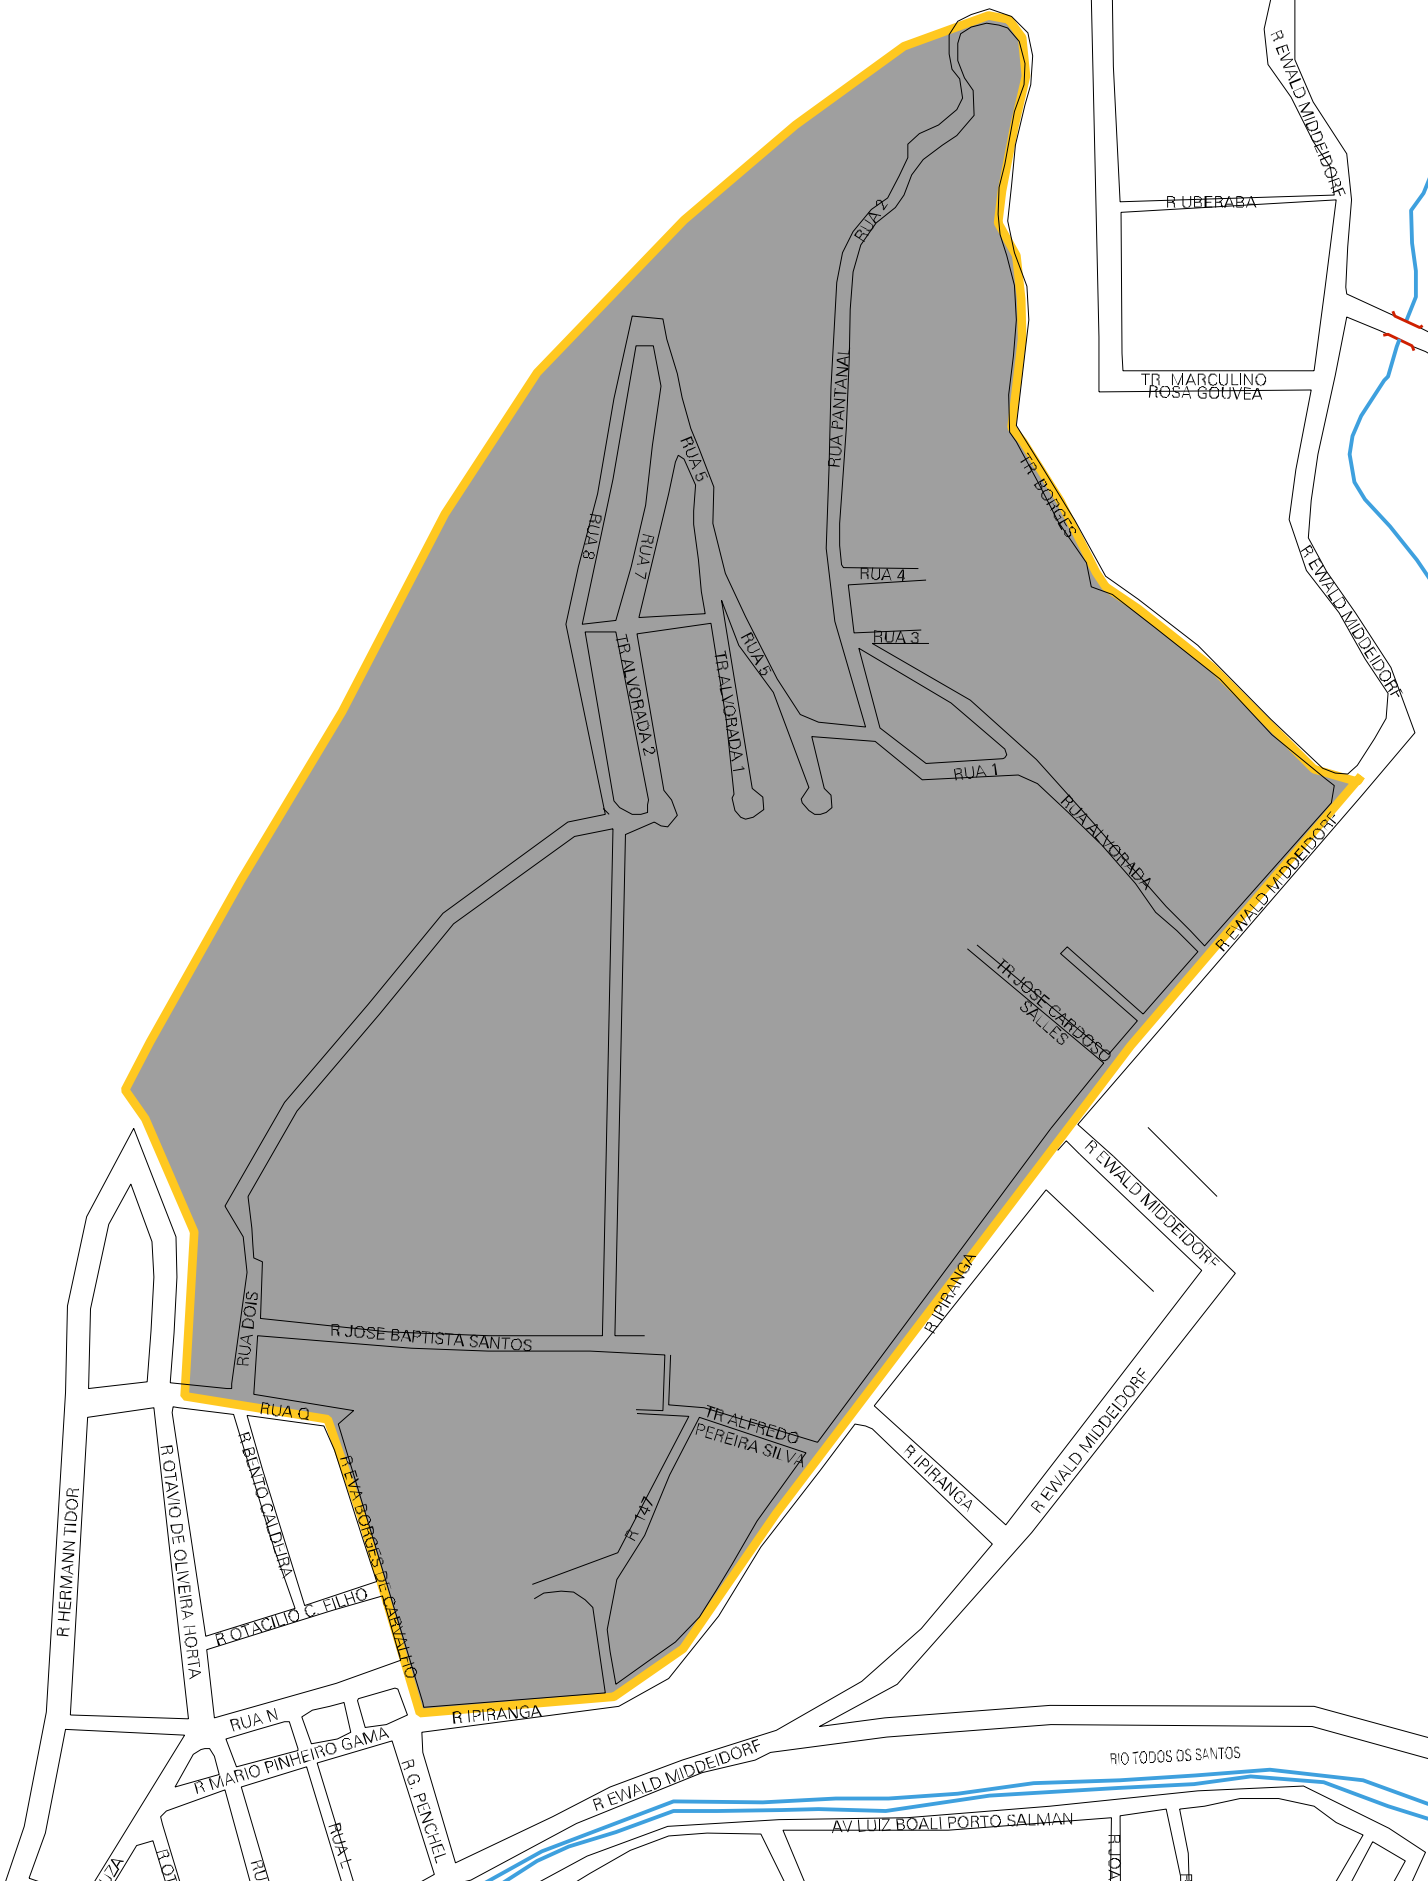 R EWALD MIDDEIDORF
R UBERABA
RUA 2
TR MARCULINO
ROSA GOUVEA
RUA PANTANAL
RUA 5
TR BORGES
RUA 8
RUA 7
RUA 4
R EWALD MIDDEIDORF
RUA 3
RUA 5
TR ALVORADA 2
TR ALVORADA 1
RUA 1
RUA ALVORADA
R EWALD MIDDEIDORF
TR JOSE CARDOSO
SALLES
R EWALD MIDDEIDORF
R IPIRANGA
RUA DOIS
R JOSE BAPTISTA SANTOS
RUA Q
TR ALFREDO
PEREIRA SILVA
R EWALD MIDDEIDORF
R IPIRANGA
R HERMANN TIDOR
R OTAVIO DE OLIVEIRA HORTA
R BENTO CALDEIRA
R EVA BORGES DE CARVALHO
R 147
R OTACILIO C. FILHO
RUA N
R IPIRANGA
R MARIO PINHEIRO GAMA
R G. PENCHEL
R EWALD MIDDEIDORF
RIO TODOS OS SANTOS
AV LUIZ BOALI PORTO SALMAN
RUA L
UZA
R OT
RU
R JOA